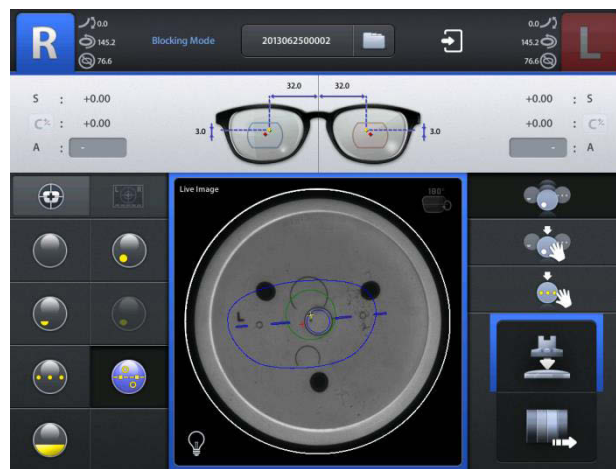 R
0.0
145.2
76.6
Blocking Mode
2013062500002
0.0
145.2
76.6
L
S : +0.00
: +0.00
A : -
32.0 32.0
3.0
3.0
+0.00 : S
+0.00 :
- : A
L R
Live Image
180°
L